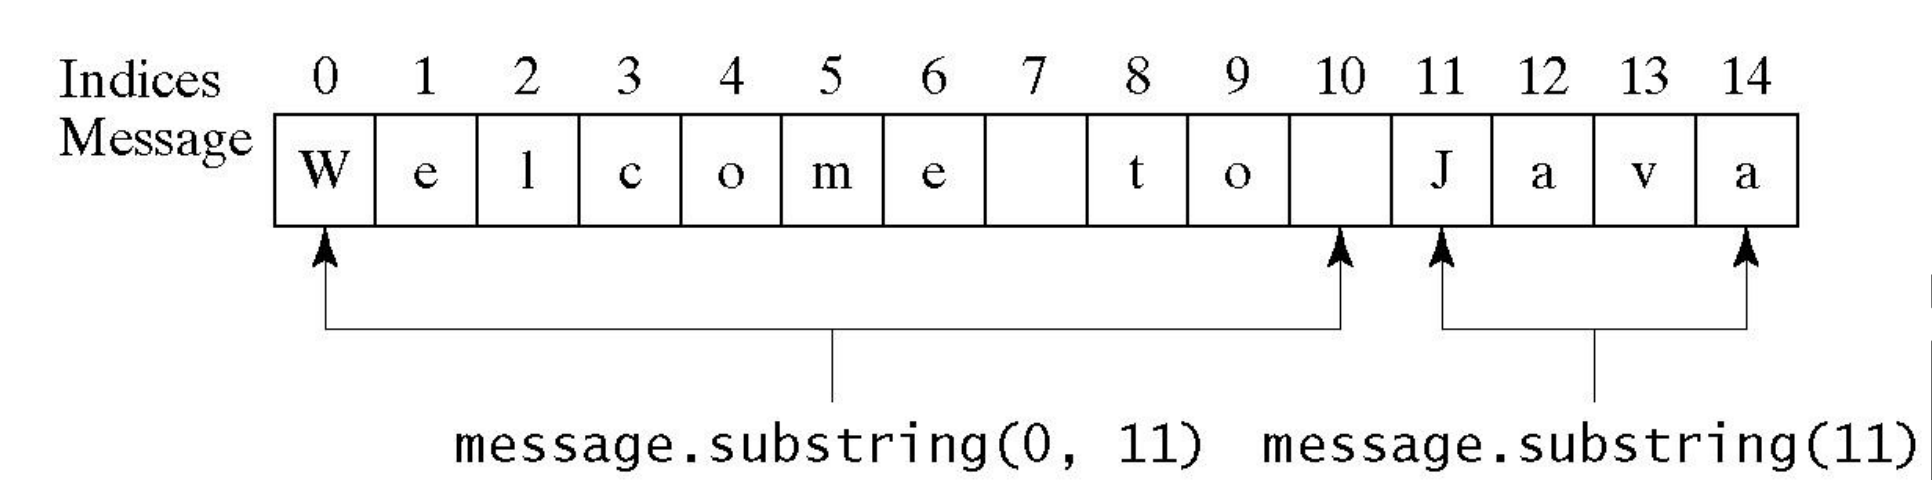 Indices 0 1 2 3 4 5 6 7 8 9 10 11 12 13 14
Message W e l c o m e t o J a v a
message.substring(0, 11) message.substring(11)